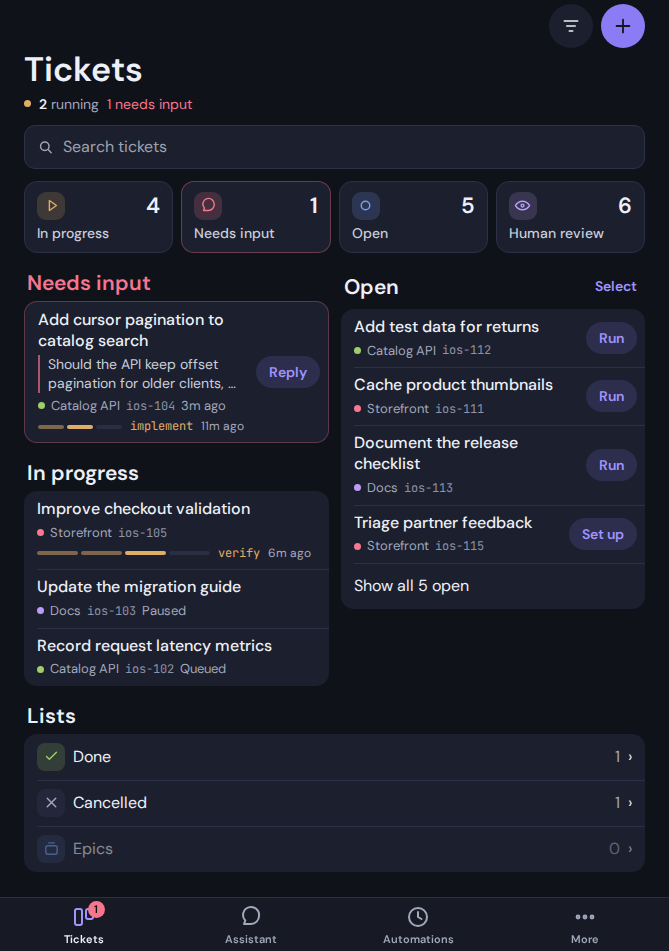 Tickets
2 running 1 needs input
Search tickets
4
In progress
1
Needs input
5
Open
6
Human review
Needs input
Add cursor pagination to
catalog search
Should the API keep offset
pagination for older clients, ...
Reply
Catalog API ios-104 3m ago
implement 11m ago
In progress
Improve checkout validation
Storefront ios-105
verify 6m ago
Update the migration guide
Docs ios-103 Paused
Record request latency metrics
Catalog API ios-102 Queued
Open
Select
Add test data for returns
Catalog API ios-112
Run
Cache product thumbnails
Storefront ios-111
Run
Document the release
checklist
Docs ios-113
Run
Triage partner feedback
Storefront ios-115
Set up
Show all 5 open
Lists
Done 1 ›
Cancelled 1 ›
Epics 0 ›
1
Tickets
Assistant
Automations
More